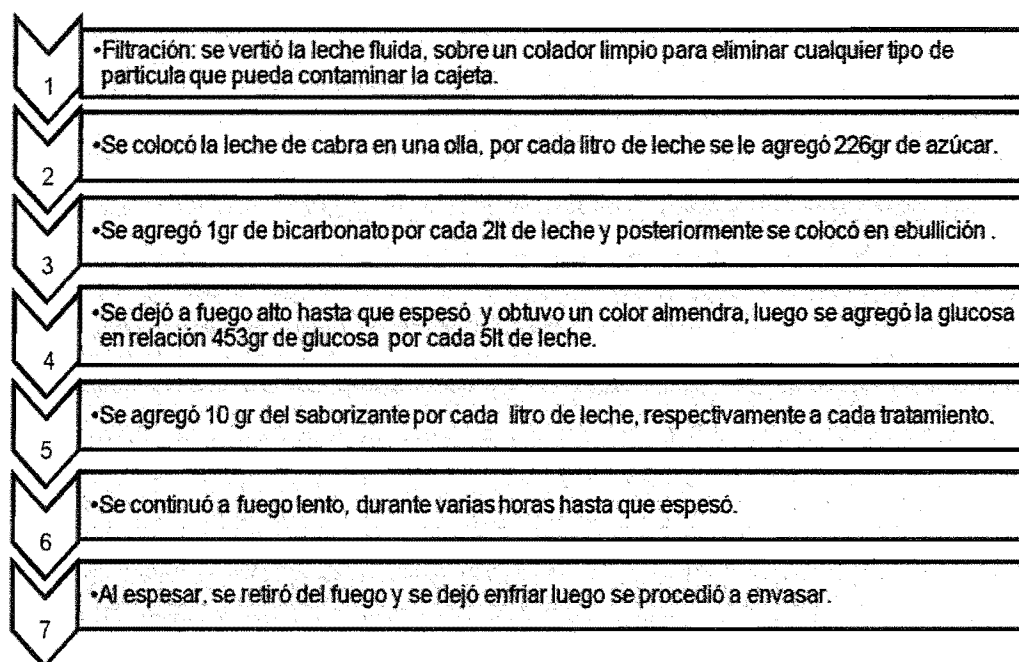 1
•Filtración: se vertió la leche fluida, sobre un colador limpio para eliminar cualquier tipo de
partícula que pueda contaminar la cajeta.
2
•Se colocó la leche de cabra en una olla, por cada litro de leche se le agregó 226gr de azúcar.
3
•Se agregó 1gr de bicarbonato por cada 2lt de leche y posteriormente se colocó en ebullición .
4
•Se dejó a fuego alto hasta que espesó y obtuvo un color almendra, luego se agregó la glucosa
en relación 453gr de glucosa por cada 5lt de leche.
5
•Se agregó 10 gr del saborizante por cada litro de leche, respectivamente a cada tratamiento.
6
•Se continuó a fuego lento, durante varias horas hasta que espesó.
7
•Al espesar, se retiró del fuego y se dejó enfriar luego se procedió a envasar.